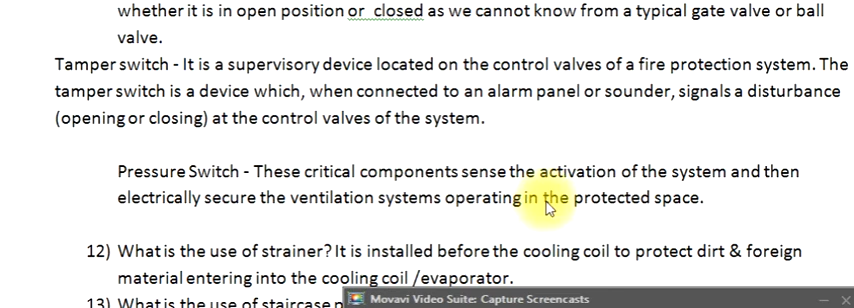 whether it is in open position or closed as we cannot know from a typical gate valve or ball
valve.
Tamper switch - It is a supervisory device located on the control valves of a fire protection system. The
tamper switch is a device which, when connected to an alarm panel or sounder, signals a disturbance
(opening or closing) at the control valves of the system.
Pressure Switch - These critical components sense the activation of the system and then
electrically secure the ventilation systems operating in the protected space.
12) What is the use of strainer? It is installed before the cooling coil to protect dirt & foreign
material entering into the cooling coil /evaporator.
13) What is the use of staircase
Movavi Video Suite: Capture Screencasts